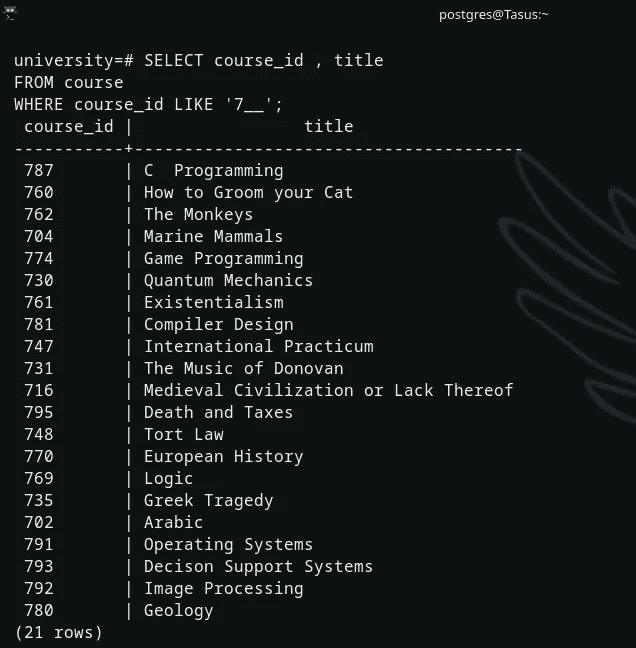 postgres@Tasus:~
university=# SELECT course_id , title
FROM course
WHERE course_id LIKE '7__';
 course_id |                 title
-----------+---------------------------------------
 787       | C  Programming
 760       | How to Groom your Cat
 762       | The Monkeys
 704       | Marine Mammals
 774       | Game Programming
 730       | Quantum Mechanics
 761       | Existentialism
 781       | Compiler Design
 747       | International Practicum
 731       | The Music of Donovan
 716       | Medieval Civilization or Lack Thereof
 795       | Death and Taxes
 748       | Tort Law
 770       | European History
 769       | Logic
 735       | Greek Tragedy
 702       | Arabic
 791       | Operating Systems
 793       | Decison Support Systems
 792       | Image Processing
 780       | Geology
(21 rows)